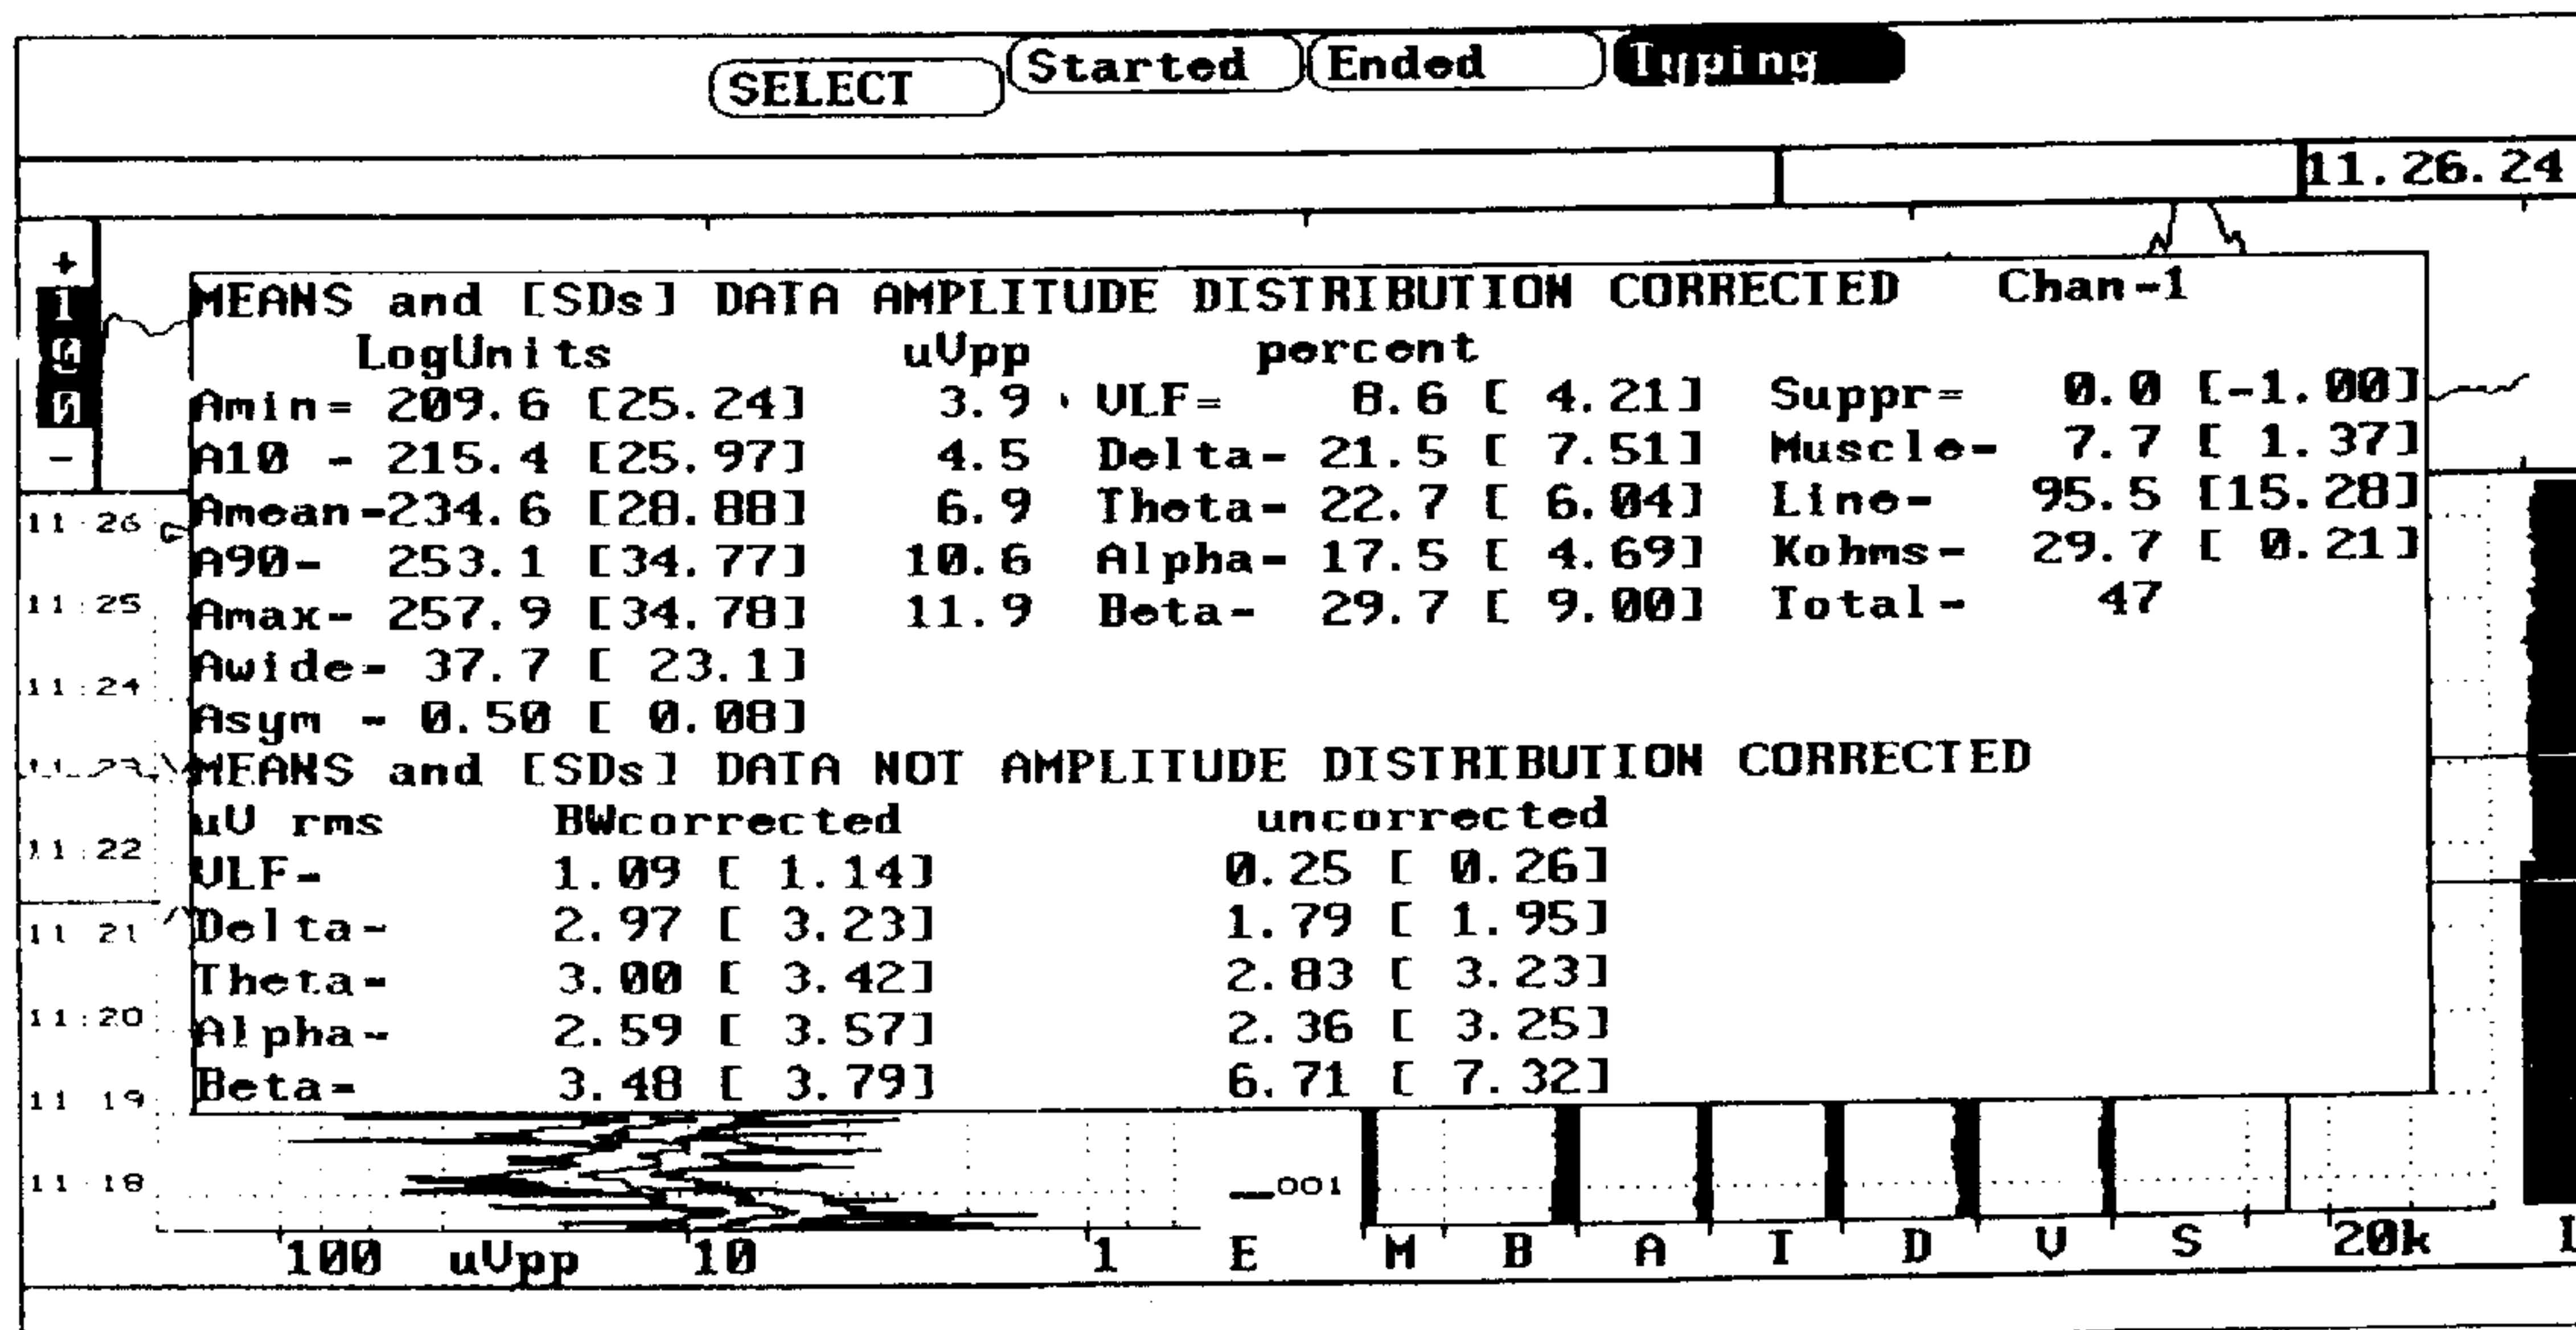 SELECT Started Ended Typing
11.26.24
+
1
0
0
-
MEANS and [SDs] DATA AMPLITUDE DISTRIBUTION CORRECTED Chan-1
LogUnits uVpp percent
Amin= 209.6 [25.24] 3.9 VLF= 8.6 [ 4.21] Suppr= 0.0 [-1.00]
A10 = 215.4 [25.97] 4.5 Delta= 21.5 [ 7.51] Muscle= 7.7 [ 1.37]
Amean=234.6 [28.88] 6.9 Theta= 22.7 [ 6.04] Line= 95.5 [15.28]
A90= 253.1 [34.77] 10.6 Alpha= 17.5 [ 4.69] Kohms= 29.7 [ 0.21]
Amax= 257.9 [34.78] 11.9 Beta= 29.7 [ 9.00] Total= 47
Awide= 37.7 [ 23.1]
Asym = 0.50 [ 0.08]
MEANS and [SDs] DATA NOT AMPLITUDE DISTRIBUTION CORRECTED
uV rms BWcorrected uncorrected
VLF= 1.09 [ 1.14] 0.25 [ 0.26]
Delta= 2.97 [ 3.23] 1.79 [ 1.95]
Theta= 3.00 [ 3.42] 2.83 [ 3.23]
Alpha= 2.59 [ 3.57] 2.36 [ 3.25]
Beta= 3.48 [ 3.79] 6.71 [ 7.32]
11:26
11:25
11:24
11:23
11:22
11:21
11:20
11:19
11:18
001
100 uVpp 10 1 E M B A T D V S 20k